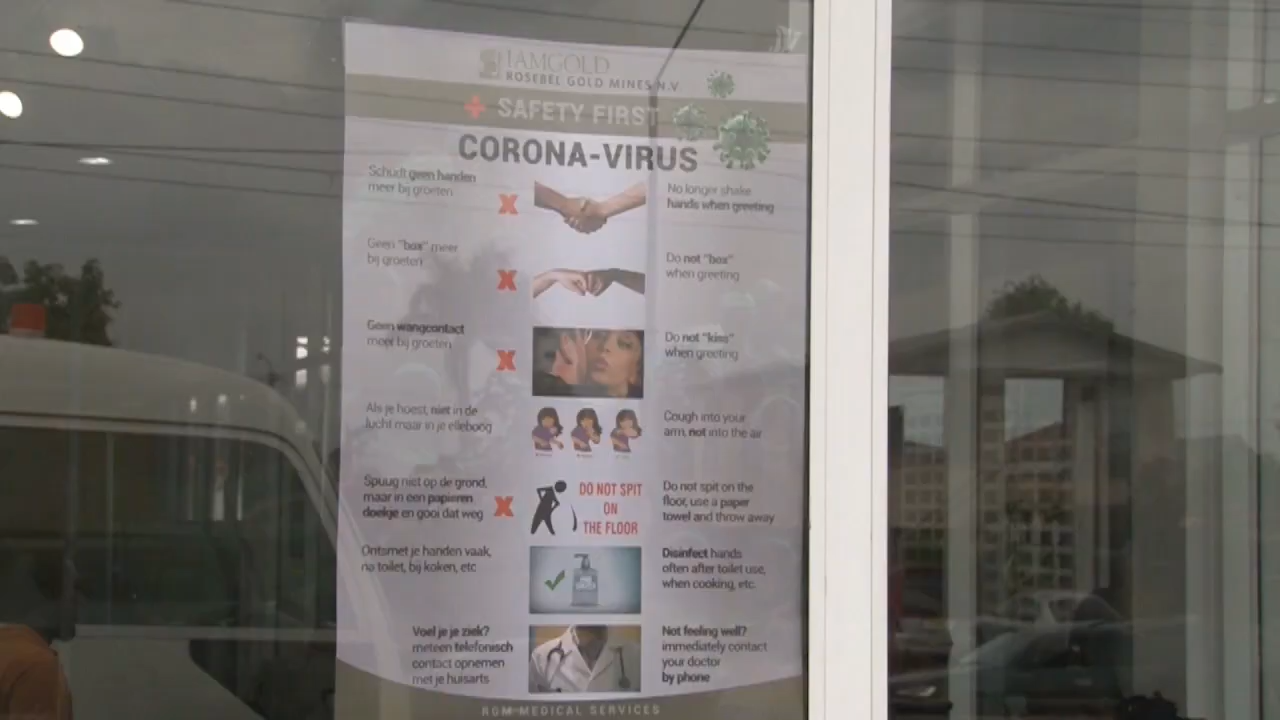 IAMGOLD
ROSEBEL GOLD MINES N.V
SAFETY FIRST
CORONA-VIRUS
Schudt geen handen
meer bij groeten
No longer shake
hands when greeting
Geen "box" meer
bij groeten
Do not "box"
when greeting
Geen wangcontact
meer bij groeten
Do not "kiss"
when greeting
Als je hoest, niet in de
lucht maar in je elleboog
Cough into your
arm, not into the air
Spuug niet op de grond,
maar in een papieren
doekje en gooi dat weg
DO NOT SPIT
ON
THE FLOOR
Do not spit on the
floor, use a paper
towel and throw away
Ontsmet je handen vaak,
na toilet, bij koken, etc
Disinfect hands
often after toilet use,
when cooking, etc.
Voel je je ziek?
meteen telefonisch
contact opnemen
met je huisarts
Not feeling well?
immediately contact
your doctor
by phone
RGM MEDICAL SERVICES